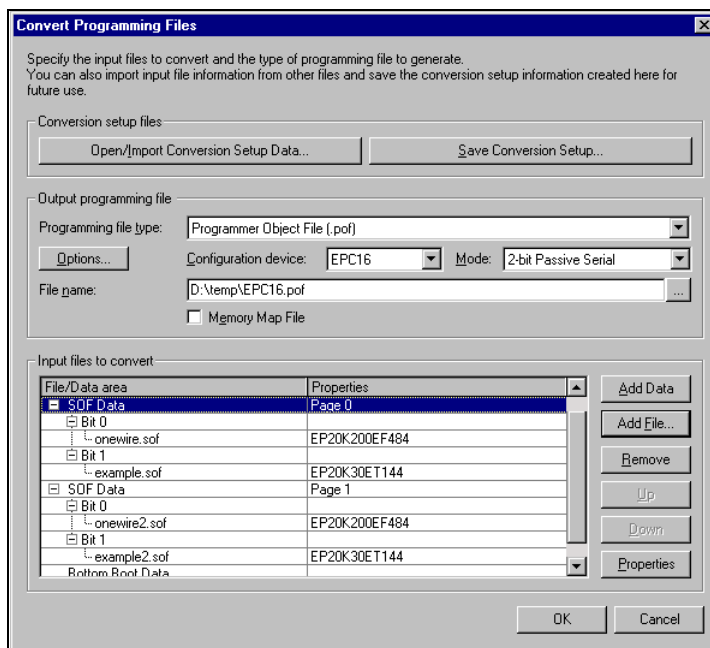 Convert Programming Files
Specify the input files to convert and the type of programming file to generate.
You can also import input file information from other files and save the conversion setup information created here for
future use.
Conversion setup files
Open/Import Conversion Setup Data...
Save Conversion Setup...
Output programming file
Programming file type:
Programmer Object File (.pof)
Options...
Configuration device:
EPC16
Mode:
2-bit Passive Serial
File name:
D:\temp\EPC16.pof
...
Memory Map File
Input files to convert
File/Data area
Properties
SOF Data
Page 0
Bit 0
onewire.sof
EP20K200EF484
Bit 1
example.sof
EP20K30ET144
SOF Data
Page 1
Bit 0
onewire2.sof
EP20K200EF484
Bit 1
example2.sof
EP20K30ET144
Bottom Boot Data
Add Data
Add File...
Remove
Up
Down
Properties
OK
Cancel